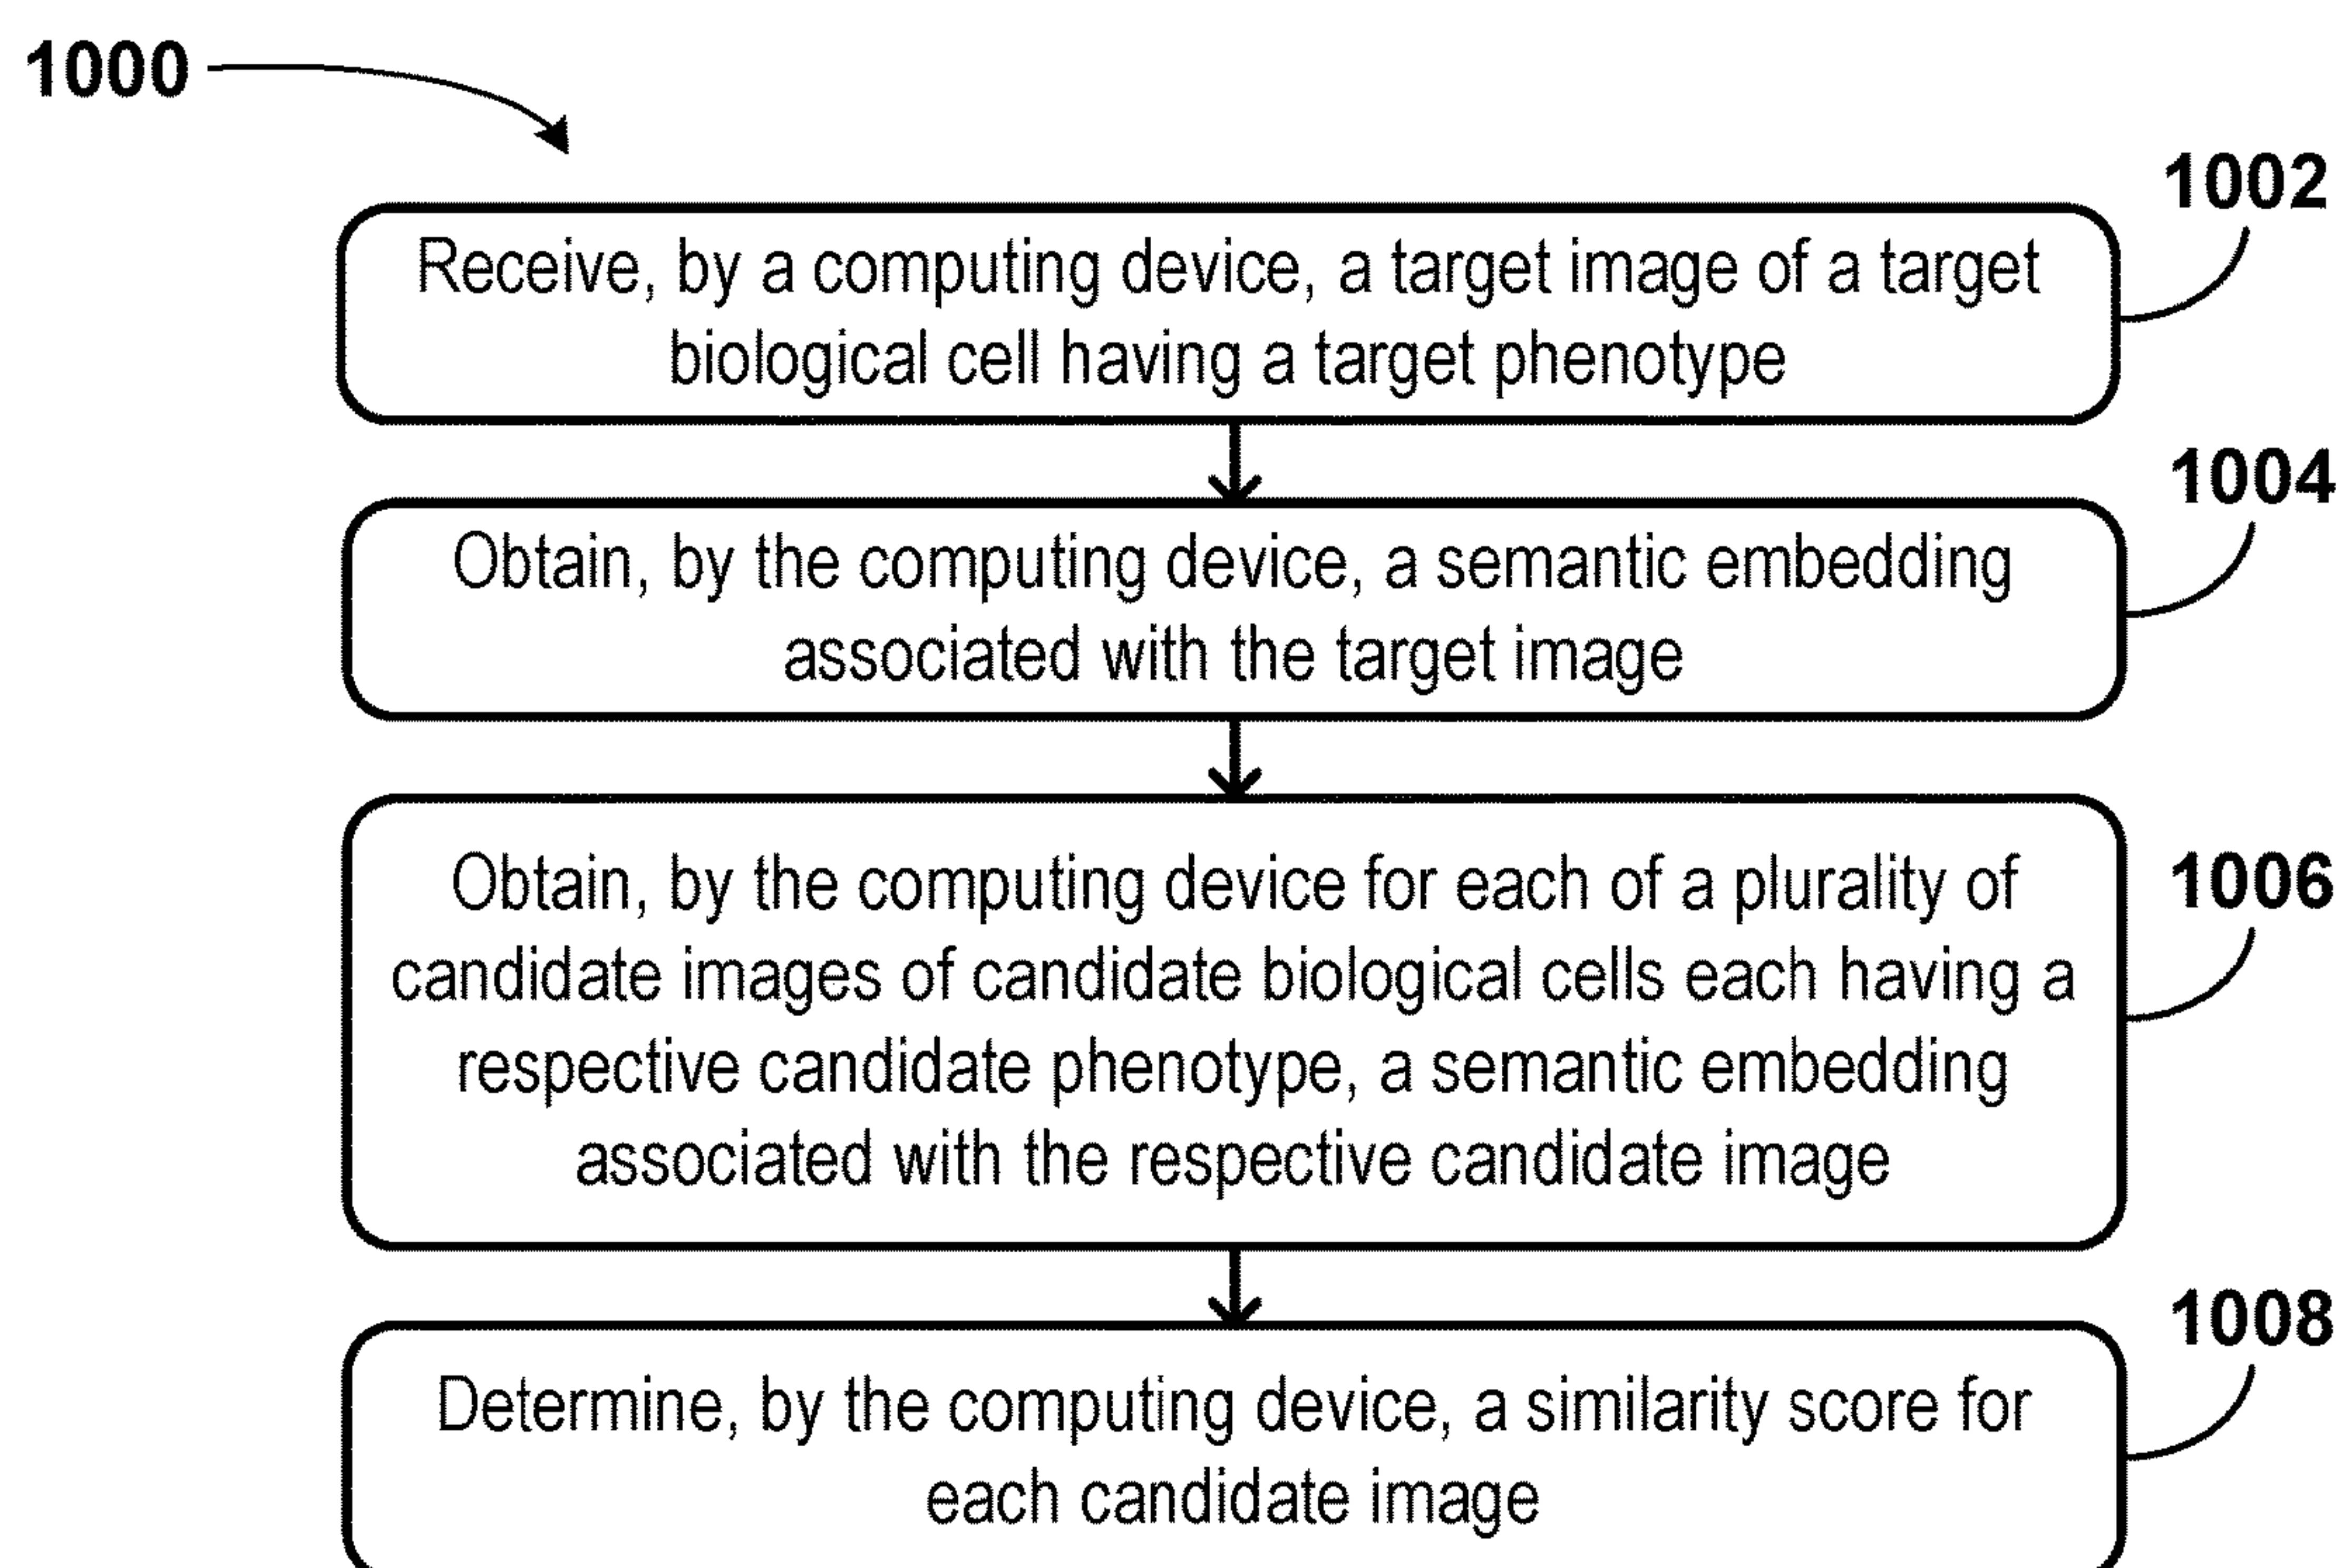 1000
1002
Receive, by a computing device, a target image of a target
biological cell having a target phenotype
1004
Obtain, by the computing device, a semantic embedding
associated with the target image
1006
Obtain, by the computing device for each of a plurality of
candidate images of candidate biological cells each having a
respective candidate phenotype, a semantic embedding
associated with the respective candidate image
1008
Determine, by the computing device, a similarity score for
each candidate image